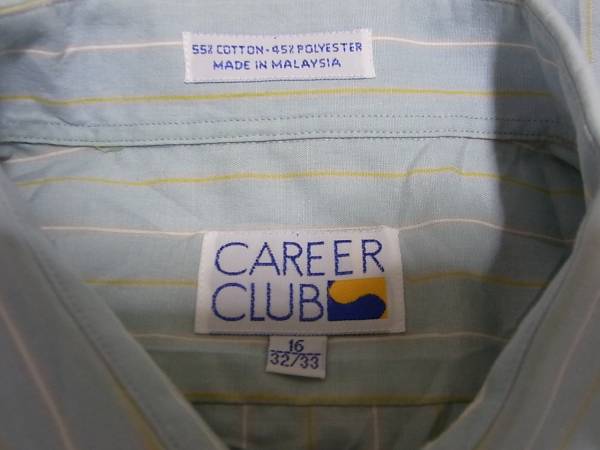 55% COTTON - 45% POLYESTER
MADE IN MALAYSIA
CAREER
CLUB
16
32/33